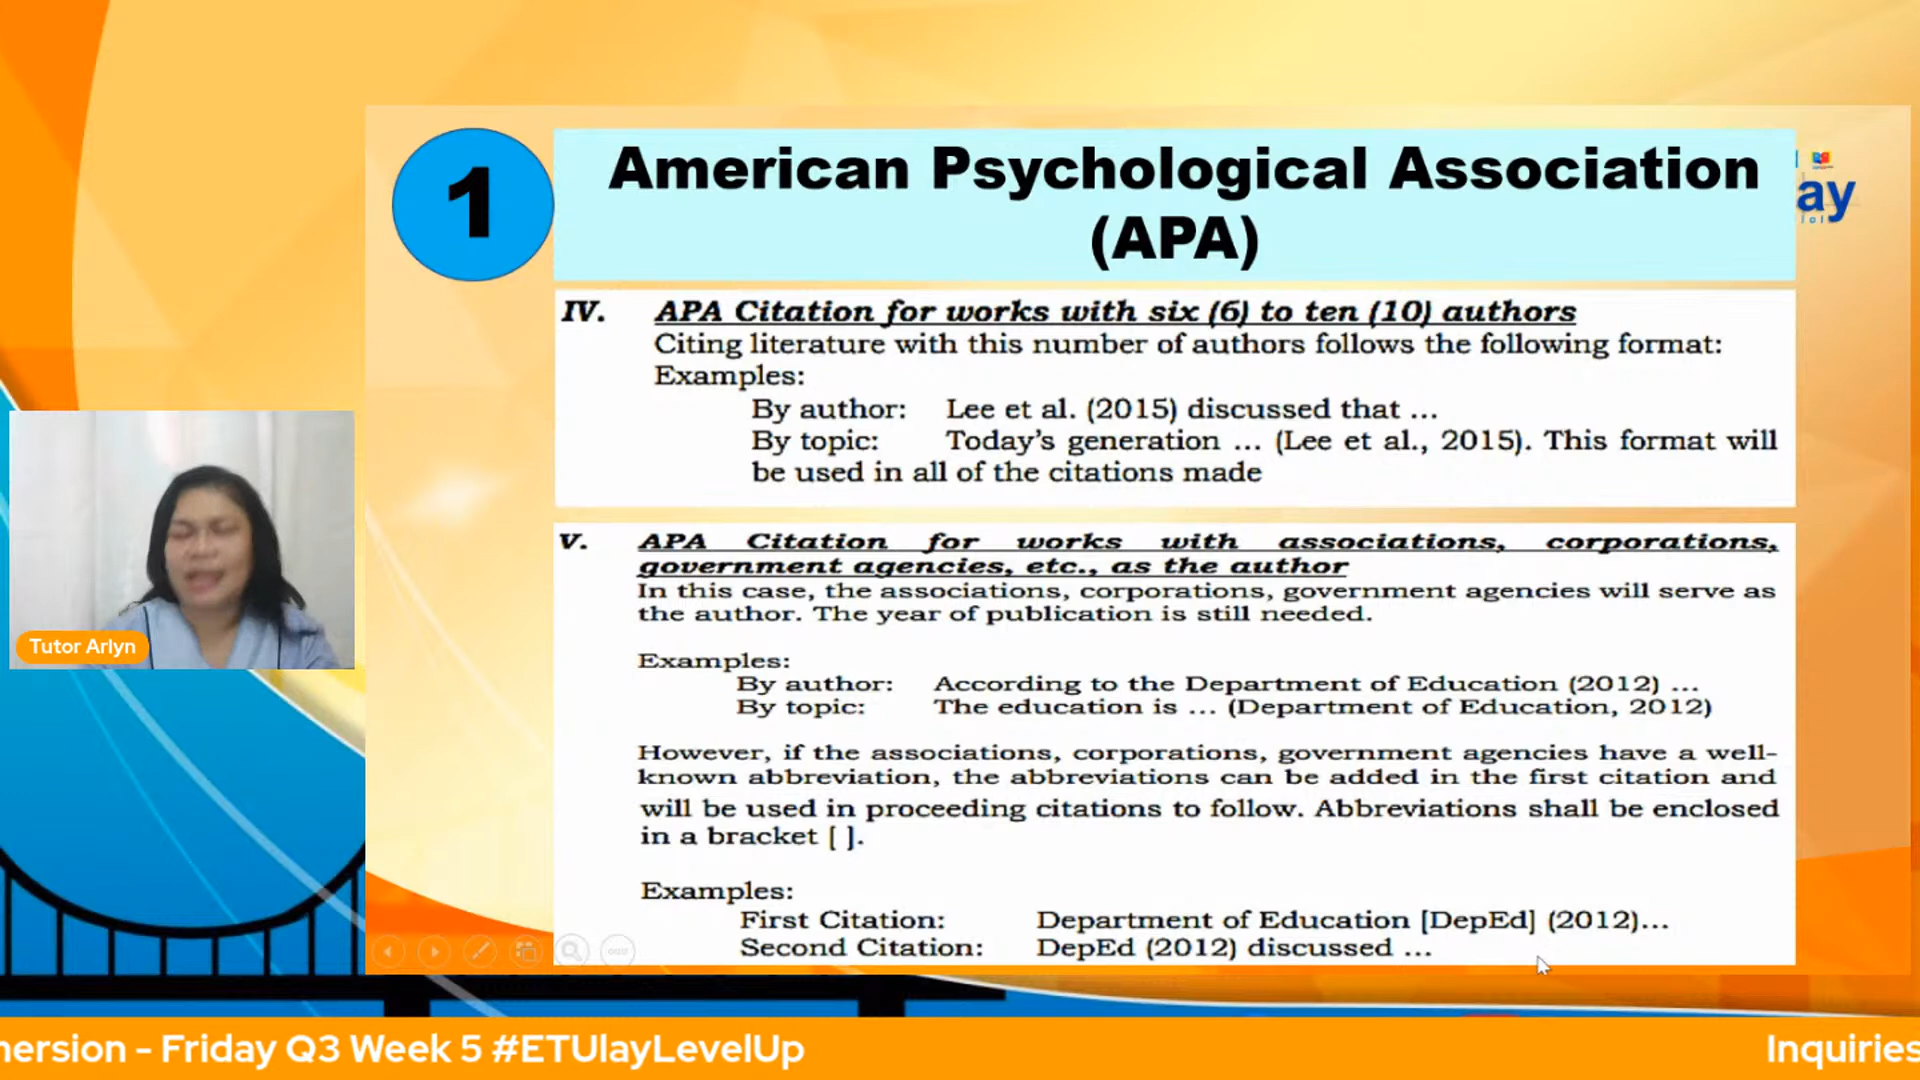 1
American Psychological Association
(APA)
ay
IV. APA Citation for works with six (6) to ten (10) authors
Citing literature with this number of authors follows the following format:
Examples:
By author: Lee et al. (2015) discussed that ...
By topic: Today's generation ... (Lee et al., 2015). This format will
be used in all of the citations made
V. APA Citation for works with associations, corporations,
government agencies, etc., as the author
In this case, the associations, corporations, government agencies will serve as
the author. The year of publication is still needed.
Examples:
By author: According to the Department of Education (2012) ...
By topic: The education is ... (Department of Education, 2012)
However, if the associations, corporations, government agencies have a well-
known abbreviation, the abbreviations can be added in the first citation and
will be used in proceeding citations to follow. Abbreviations shall be enclosed
in a bracket [ ].
Examples:
First Citation: Department of Education [DepEd] (2012)...
Second Citation: DepEd (2012) discussed ...
Tutor Arlyn
mersion - Friday Q3 Week 5 #ETUlayLevelUp
Inquiries